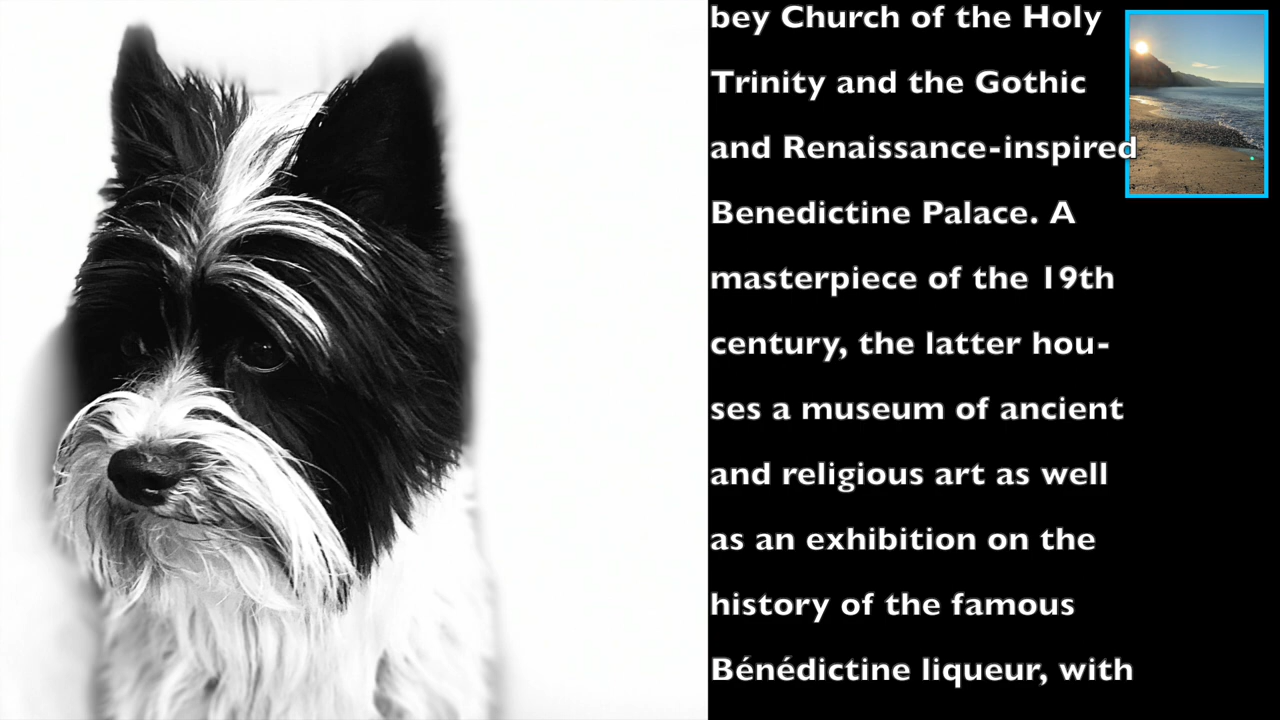 bey Church of the Holy
Trinity and the Gothic
and Renaissance-inspired
Benedictine Palace. A
masterpiece of the 19th
century, the latter hou-
ses a museum of ancient
and religious art as well
as an exhibition on the
history of the famous
Bénédictine liqueur, with